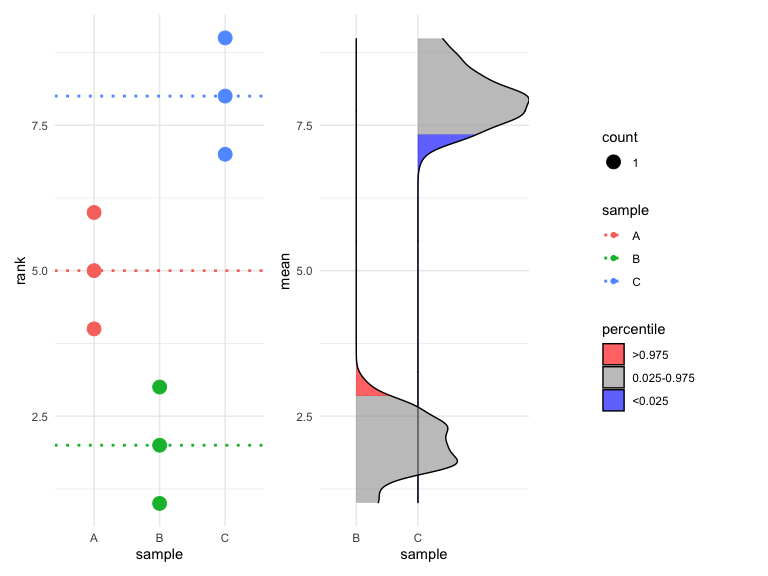 rank
7.5
5.0
2.5
A
B
C
sample
mean
7.5
5.0
2.5
B
C
sample
count
1
sample
A
B
C
percentile
>0.975
0.025-0.975
<0.025